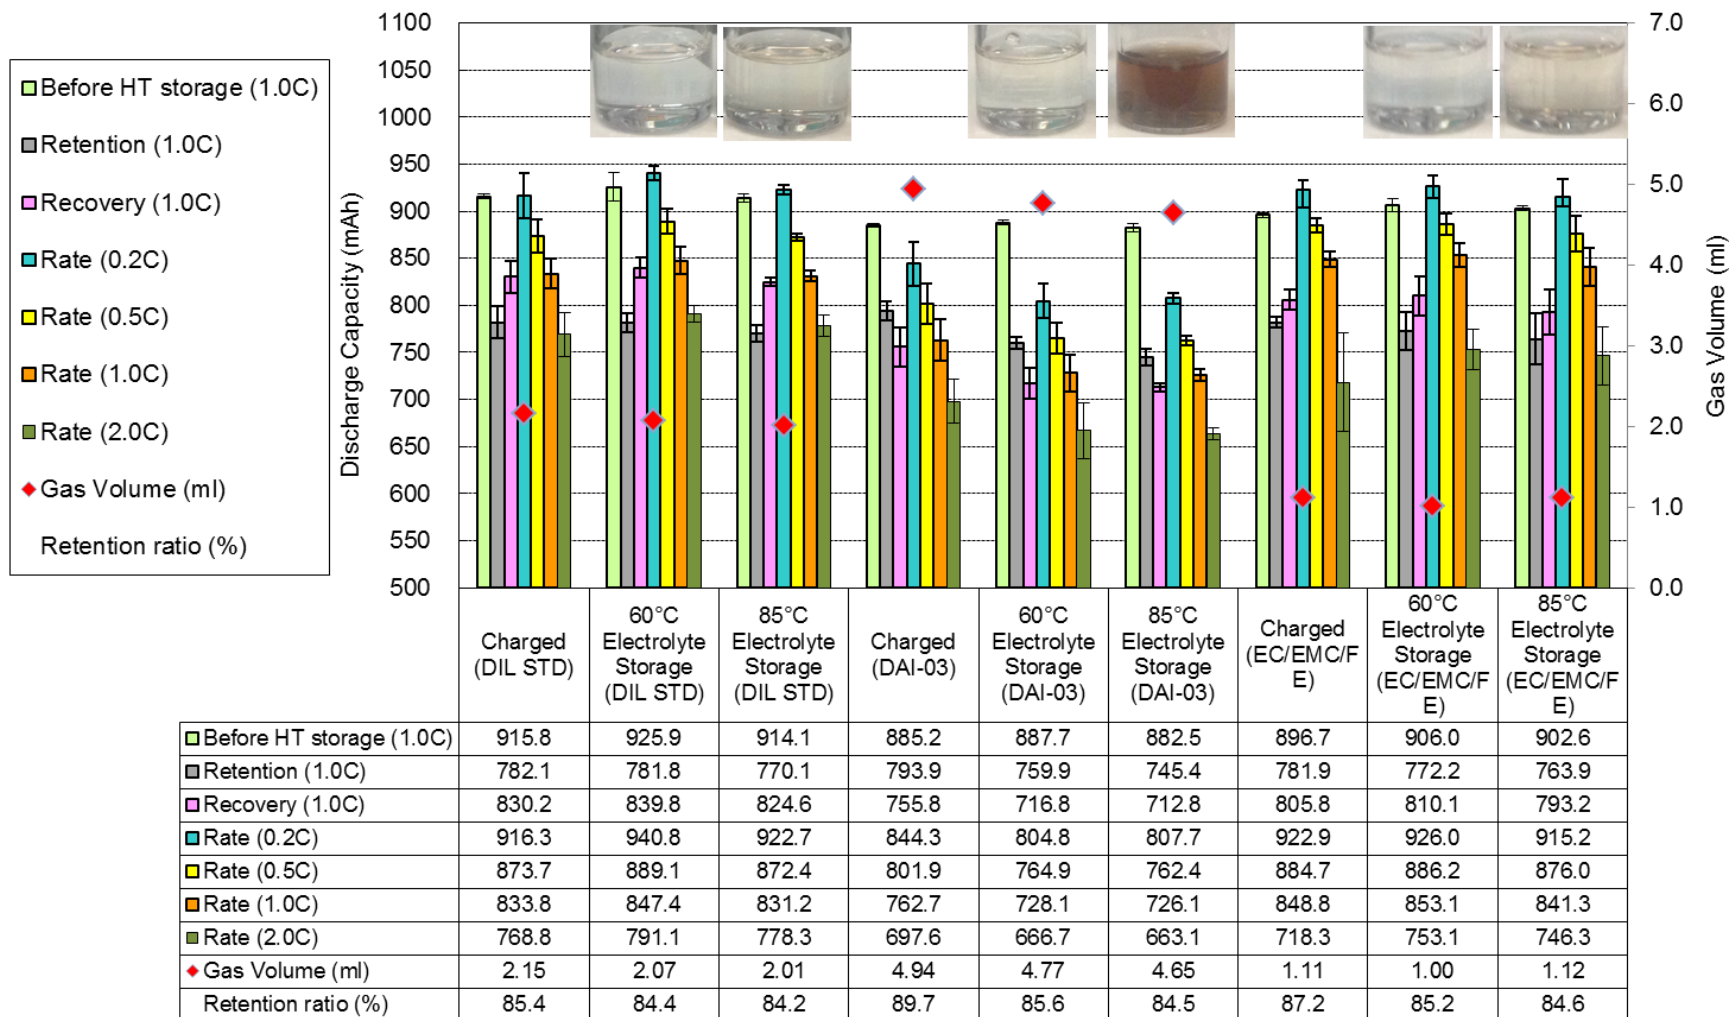 Before HT storage (1.0C)
Retention (1.0C)
Recovery (1.0C)
Rate (0.2C)
Rate (0.5C)
Rate (1.0C)
Rate (2.0C)
Gas Volume (ml)
Retention ratio (%)
Discharge Capacity (mAh)
1100
1050
1000
950
900
850
800
750
700
650
600
550
500
7.0
6.0
5.0
4.0
3.0
2.0
1.0
0.0
Gas Volume (ml)
Charged
(DIL STD)
60°C
Electrolyte
Storage
(DIL STD)
85°C
Electrolyte
Storage
(DIL STD)
Charged
(DAI-03)
60°C
Electrolyte
Storage
(DAI-03)
85°C
Electrolyte
Storage
(DAI-03)
Charged
(EC/EMC/F
E)
60°C
Electrolyte
Storage
(EC/EMC/F
E)
85°C
Electrolyte
Storage
(EC/EMC/F
E)
Before HT storage (1.0C) 915.8 925.9 914.1 885.2 887.7 882.5 896.7 906.0 902.6
Retention (1.0C) 782.1 781.8 770.1 793.9 759.9 745.4 781.9 772.2 763.9
Recovery (1.0C) 830.2 839.8 824.6 755.8 716.8 712.8 805.8 810.1 793.2
Rate (0.2C) 916.3 940.8 922.7 844.3 804.8 807.7 922.9 926.0 915.2
Rate (0.5C) 873.7 889.1 872.4 801.9 764.9 762.4 884.7 886.2 876.0
Rate (1.0C) 833.8 847.4 831.2 762.7 728.1 726.1 848.8 853.1 841.3
Rate (2.0C) 768.8 791.1 778.3 697.6 666.7 663.1 718.3 753.1 746.3
Gas Volume (ml) 2.15 2.07 2.01 4.94 4.77 4.65 1.11 1.00 1.12
Retention ratio (%) 85.4 84.4 84.2 89.7 85.6 84.5 87.2 85.2 84.6